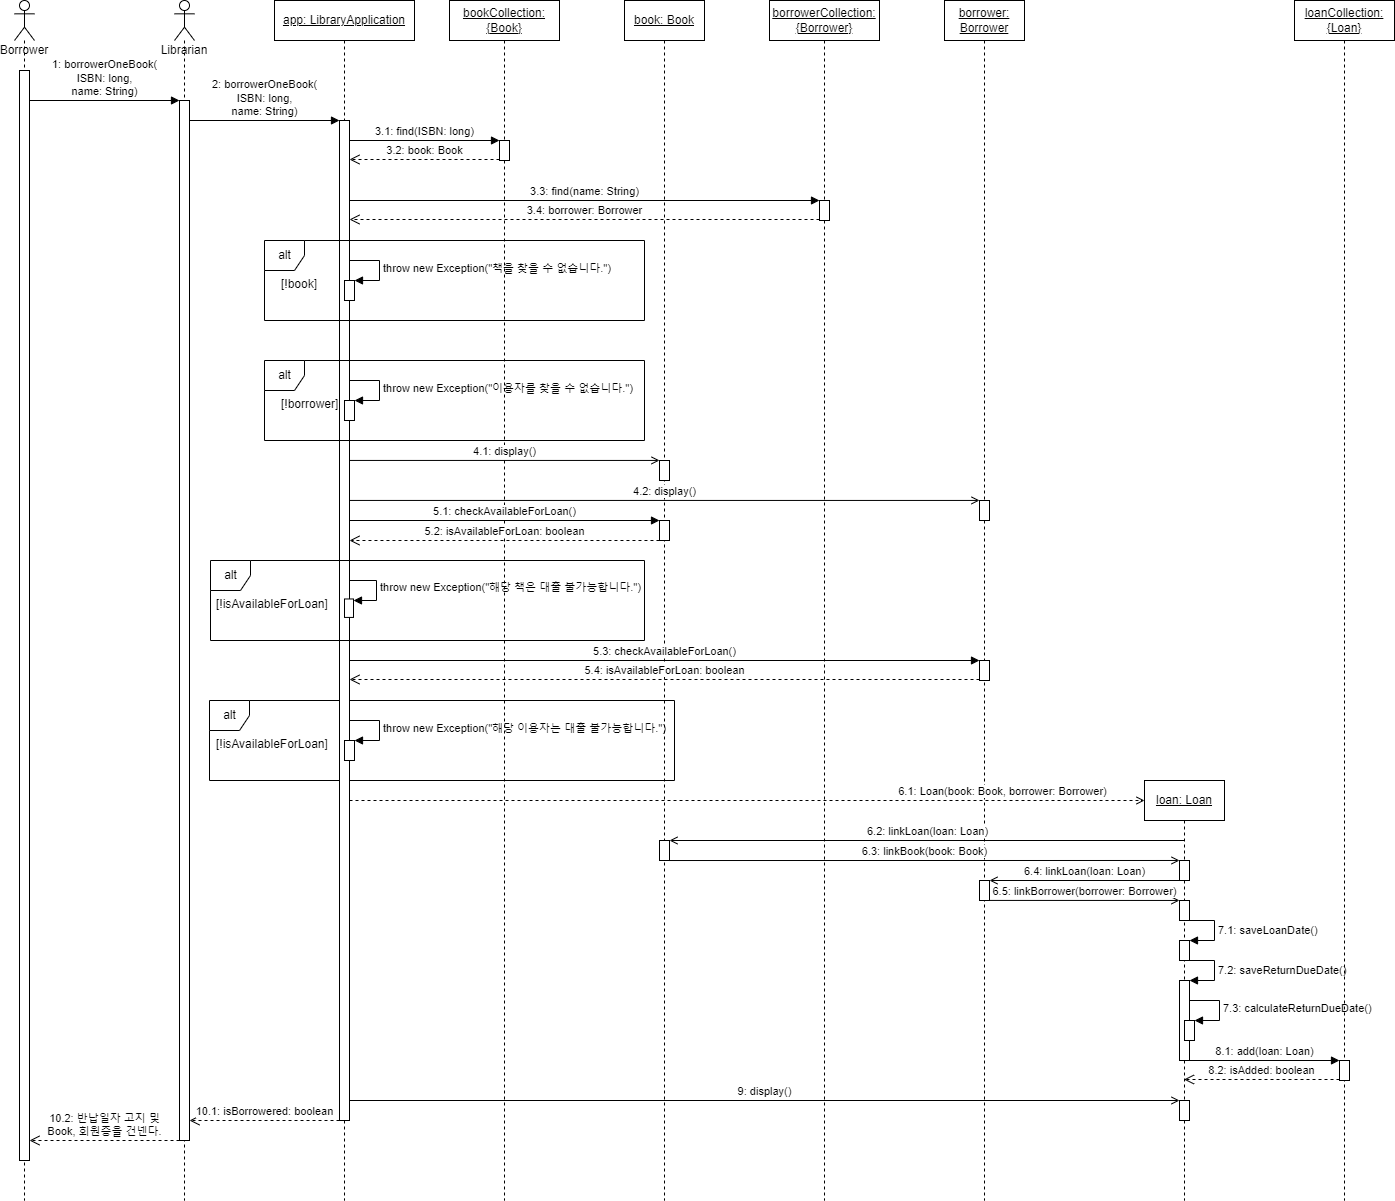 Borrower
Librarian
app: LibraryApplication
bookCollection:
{Book}
book: Book
borrowerCollection:
{Borrower}
borrower:
Borrower
loanCollection:
{Loan}
1: borrowerOneBook(
ISBN: long,
name: String)
2: borrowerOneBook(
ISBN: long,
name: String)
3.1: find(ISBN: long)
3.2: book: Book
3.3: find(name: String)
3.4: borrower: Borrower
alt
[!book]
throw new Exception("책을 찾을 수 없습니다.")
alt
[!borrower]
throw new Exception("이용자를 찾을 수 없습니다.")
4.1: display()
4.2: display()
5.1: checkAvailableForLoan()
5.2: isAvailableForLoan: boolean
alt
[!isAvailableForLoan]
throw new Exception("해당 책은 대출 불가능합니다.")
5.3: checkAvailableForLoan()
5.4: isAvailableForLoan: boolean
alt
[!isAvailableForLoan]
throw new Exception("해당 이용자는 대출 불가능합니다.")
6.1: Loan(book: Book, borrower: Borrower)
loan: Loan
6.2: linkLoan(loan: Loan)
6.3: linkBook(book: Book)
6.4: linkLoan(loan: Loan)
6.5: linkBorrower(borrower: Borrower)
7.1: saveLoanDate()
7.2: saveReturnDueDate()
7.3: calculateReturnDueDate()
8.1: add(loan: Loan)
8.2: isAdded: boolean
9: display()
10.1: isBorrowered: boolean
10.2: 반납일자 고지 및
Book, 회원증을 건넨다.